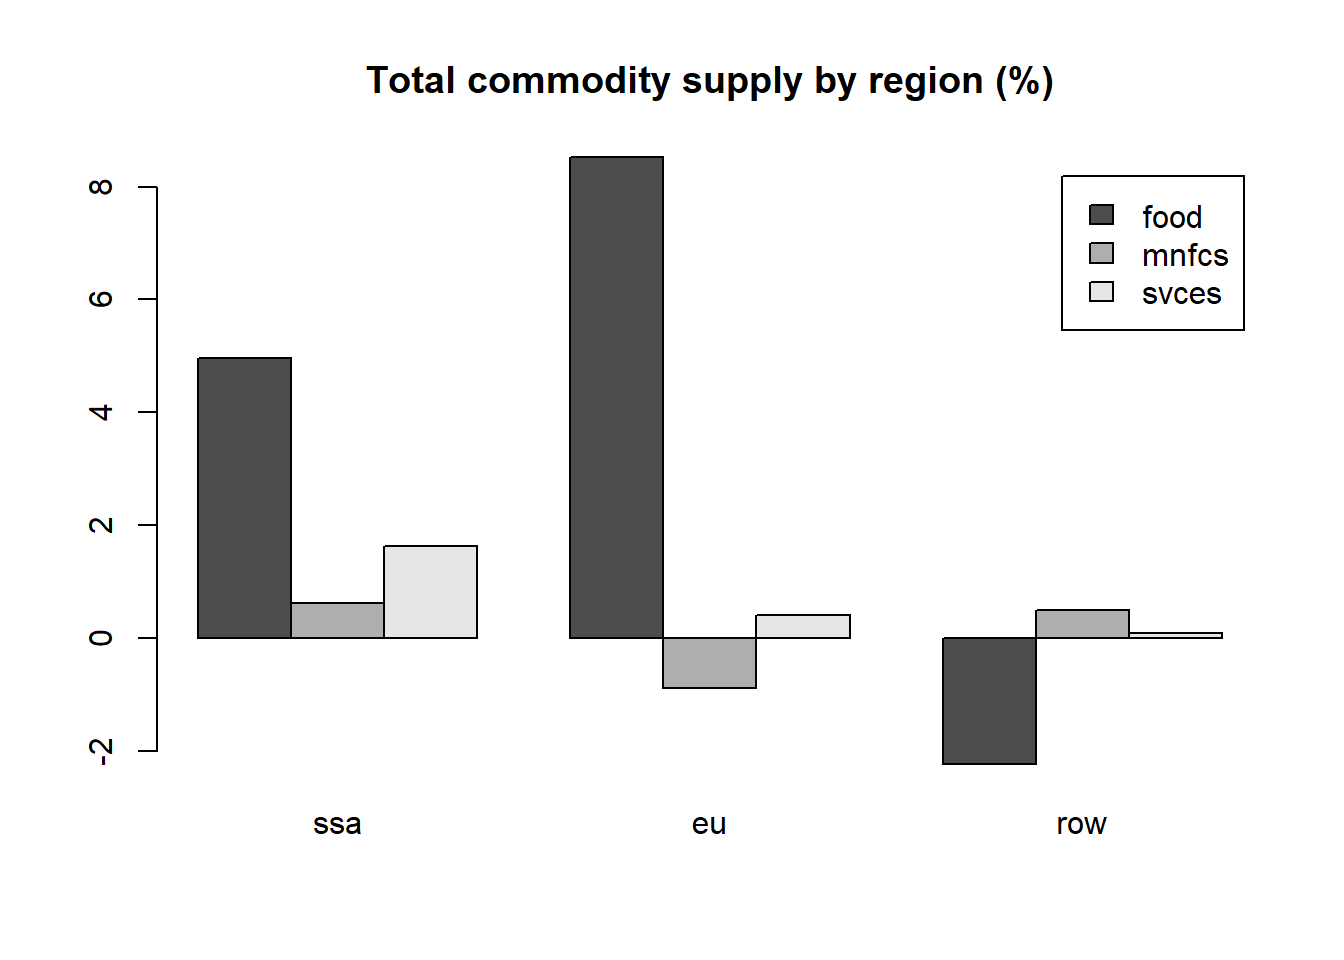 Total commodity supply by region (%)
8
6
4
2
0
-2
food
mnfcs
svces
ssa
eu
row